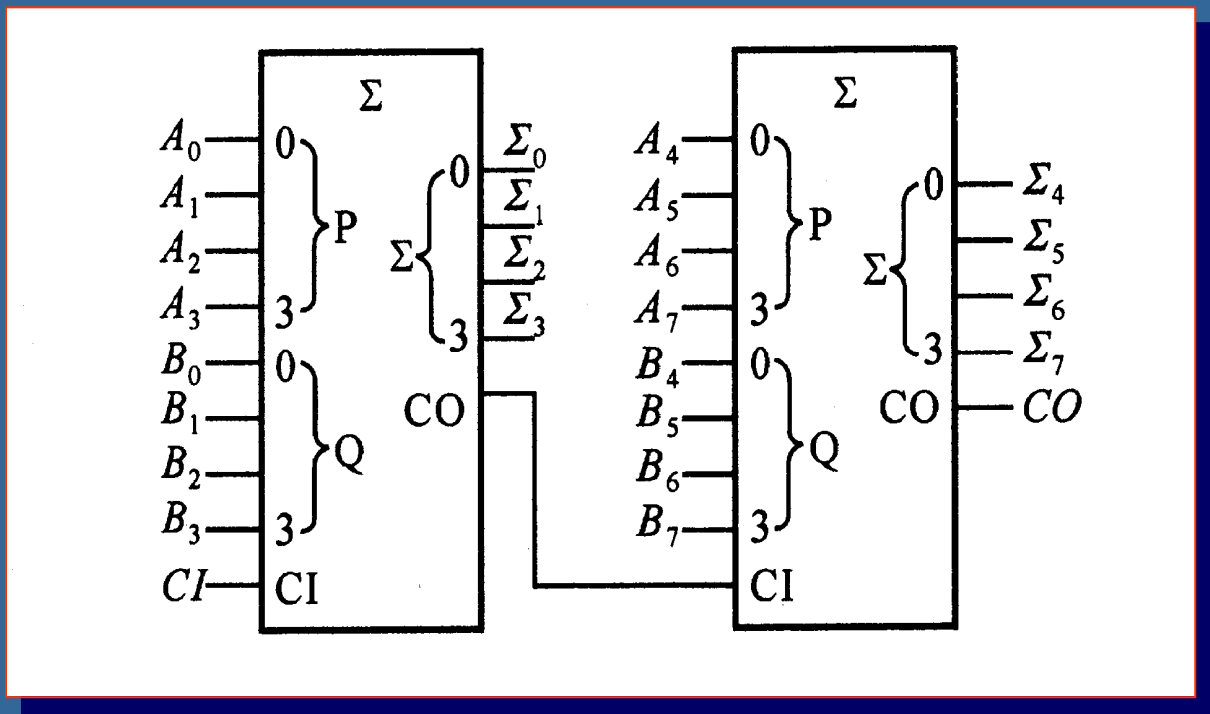 Σ
A₀
0
A₁
P
A₂
A₃
3
B₀
0
B₁
Q
B₂
B₃
3
CI
CI
Σ
0
3
CO
Σ₀
Σ₁
Σ₂
Σ₃
Σ
A₄
0
A₅
P
A₆
A₇
3
B₄
0
B₅
Q
B₆
B₇
3
CI
Σ
0
3
CO
Σ₄
Σ₅
Σ₆
Σ₇
CO